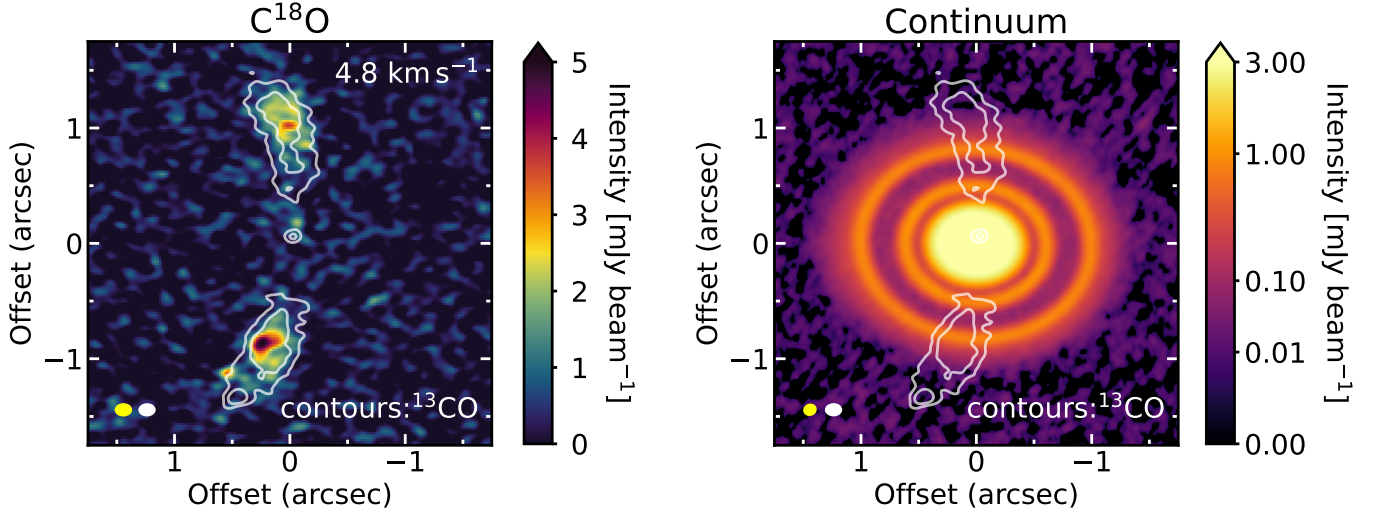 C¹⁸O
4.8 km s⁻¹
contours:¹³CO
1
0
−1
1
0
−1
Offset (arcsec)
Offset (arcsec)
5
4
3
2
1
0
Intensity [mJy beam⁻¹]
Continuum
contours:¹³CO
1
0
−1
1
0
−1
Offset (arcsec)
Offset (arcsec)
3.00
1.00
0.10
0.01
0.00
Intensity [mJy beam⁻¹]